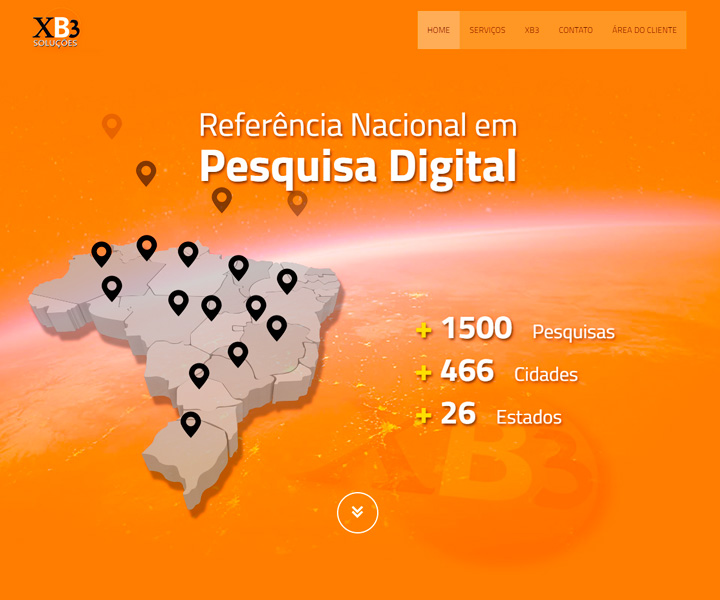 XB3
SOLUÇÕES
HOME SERVIÇOS XB3 CONTATO ÁREA DO CLIENTE
Referência Nacional em
Pesquisa Digital
+ 1500 Pesquisas
+ 466 Cidades
+ 26 Estados
XB3